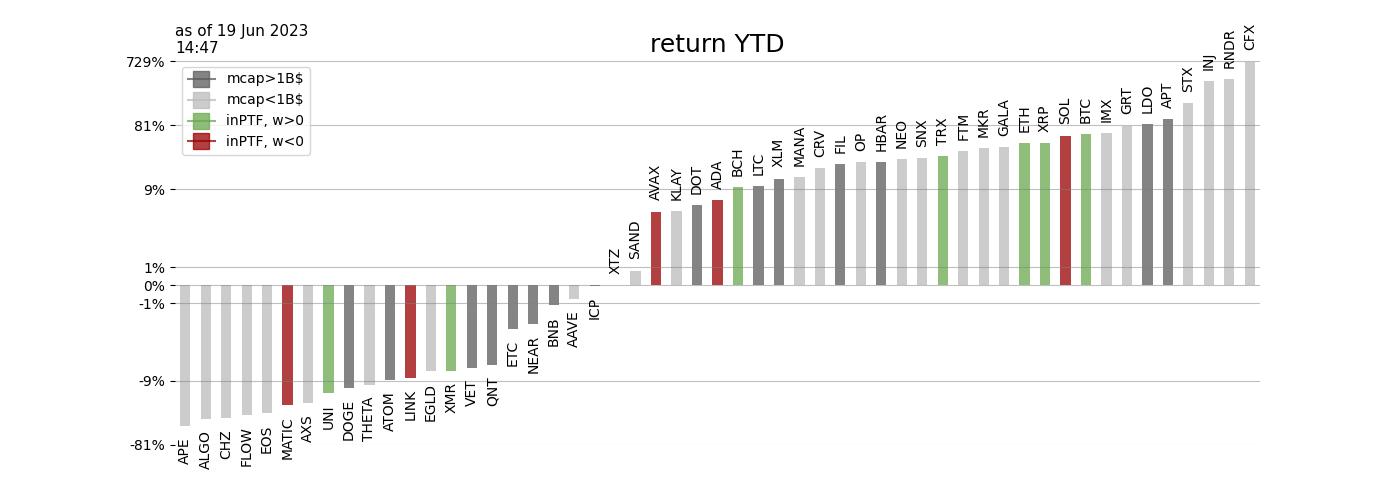 as of 19 Jun 2023
14:47
return YTD
729%
81%
9%
1%
0%
-1%
-9%
-81%
mcap>1B$
mcap<1B$
inPTF, w>0
inPTF, w<0
APE
ALGO
CHZ
FLOW
EOS
MATIC
AXS
UNI
DOGE
THETA
ATOM
LINK
EGLD
XMR
VET
QNT
ETC
NEAR
BNB
AAVE
ICP
XTZ
SAND
AVAX
KLAY
DOT
ADA
BCH
LTC
XLM
MANA
CRV
FIL
OP
HBAR
NEO
SNX
TRX
FTM
MKR
GALA
ETH
XRP
SOL
BTC
IMX
GRT
LDO
APT
STX
INJ
RNDR
CFX